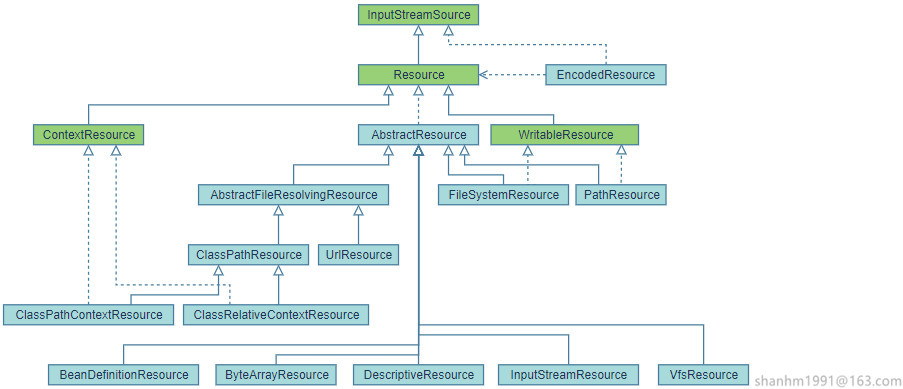 InputStreamSource
Resource
EncodedResource
ContextResource
AbstractResource
WritableResource
AbstractFileResolvingResource
FileSystemResource
PathResource
ClassPathResource
UrlResource
ClassPathContextResource
ClassRelativeContextResource
BeanDefinitionResource
ByteArrayResource
DescriptiveResource
InputStreamResource
VfsResource
shanhm1991@163.com